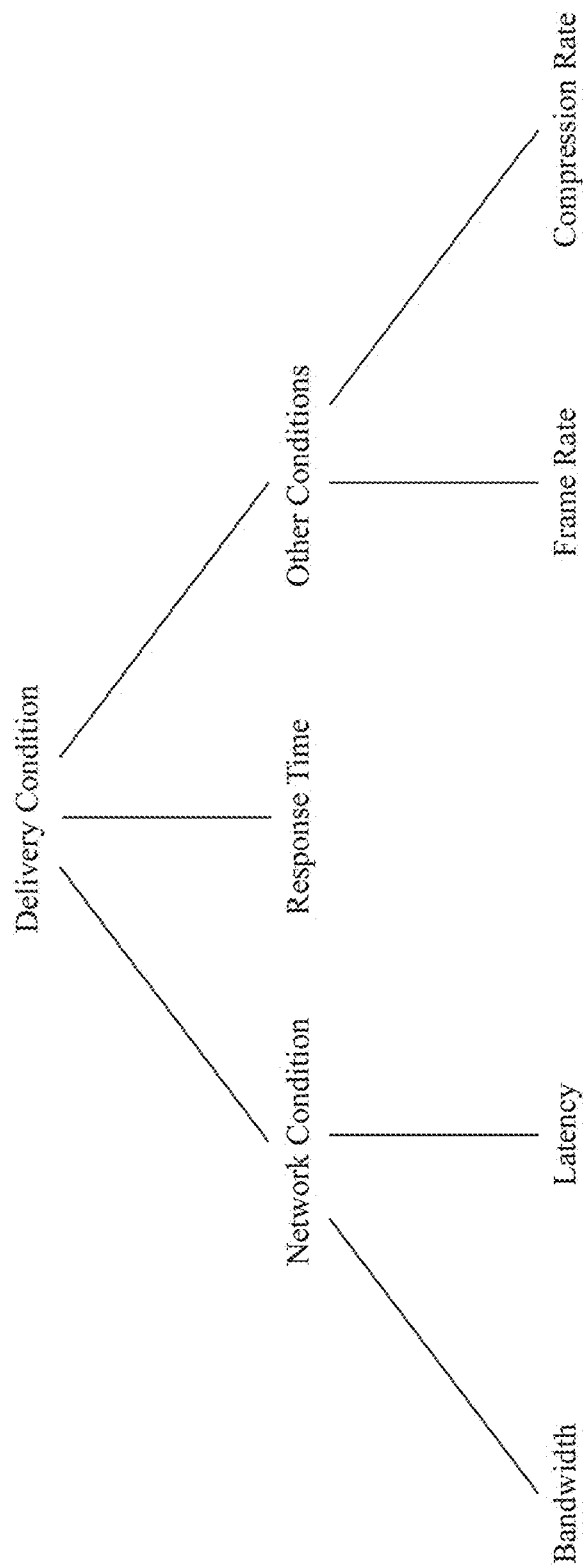 Delivery Condition
Network Condition
Response Time
Other Conditions
Bandwidth
Latency
Frame Rate
Compression Rate